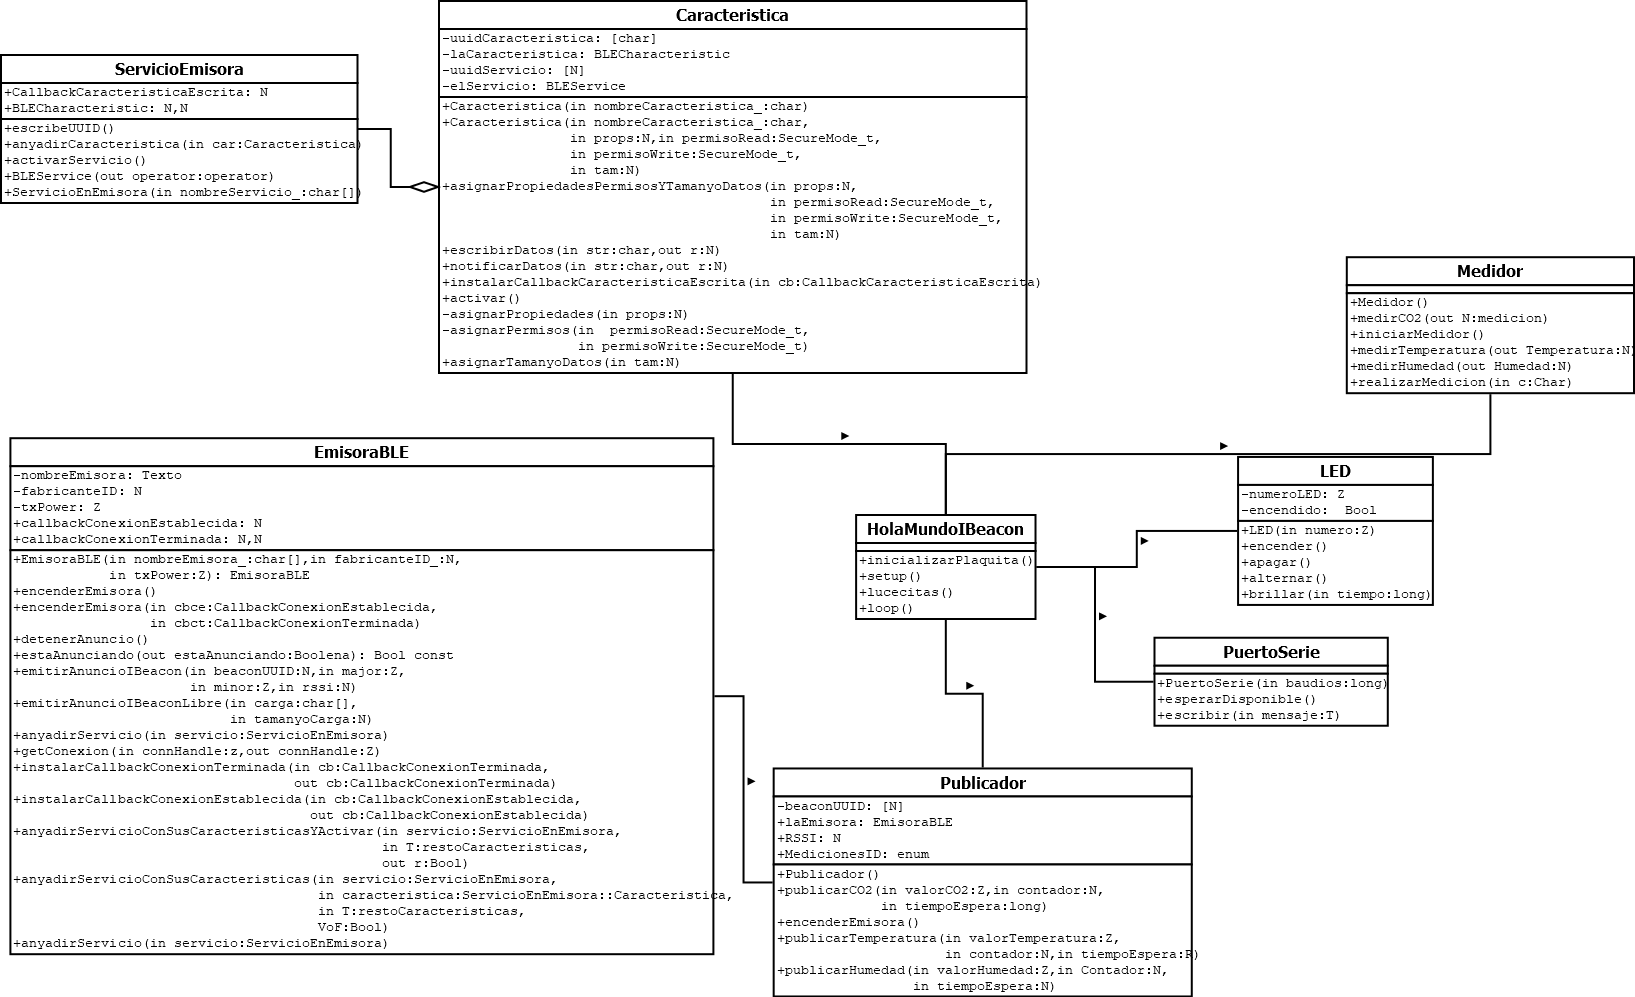 Caracteristica
-uuidCaracteristica: [char]
-laCaracteristica: BLECharacteristic
-uuidServicio: [N]
-elServicio: BLEService
+Caracteristica(in nombreCaracteristica_:char)
+Caracteristica(in nombreCaracteristica_:char,
in props:N,in permisoRead:SecureMode_t,
in permisoWrite:SecureMode_t,
in tam:N)
+asignarPropiedadesPermisosYTamanyoDatos(in props:N,
in permisoRead:SecureMode_t,
in permisoWrite:SecureMode_t,
in tam:N)
+escribirDatos(in str:char,out r:N)
+notificarDatos(in str:char,out r:N)
+instalarCallbackCaracteristicaEscrita(in cb:CallbackCaracteristicaEscrita)
+activar()
-asignarPropiedades(in props:N)
-asignarPermisos(in  permisoRead:SecureMode_t,
in permisoWrite:SecureMode_t)
+asignarTamanyoDatos(in tam:N)
ServicioEmisora
+CallbackCaracteristicaEscrita: N
+BLECharacteristic: N,N
+escribeUUID()
+anyadirCaracteristica(in car:Caracteristica)
+activarServicio()
+BLEService(out operator:operator)
+ServicioEnEmisora(in nombreServicio_:char[])
Medidor
+Medidor()
+medirCO2(out N:medicion)
+iniciarMedidor()
+medirTemperatura(out Temperatura:N)
+medirHumedad(out Humedad:N)
+realizarMedicion(in c:Char)
EmisoraBLE
-nombreEmisora: Texto
-fabricanteID: N
-txPower: Z
+callbackConexionEstablecida: N
+callbackConexionTerminada: N,N
+EmisoraBLE(in nombreEmisora_:char[],in fabricanteID_:N,
in txPower:Z): EmisoraBLE
+encenderEmisora()
+encenderEmisora(in cbce:CallbackConexionEstablecida,
in cbct:CallbackConexionTerminada)
+detenerAnuncio()
+estaAnunciando(out estaAnunciando:Boolena): Bool const
+emitirAnuncioIBeacon(in beaconUUID:N,in major:Z,
in minor:Z,in rssi:N)
+emitirAnuncioIBeaconLibre(in carga:char[],
in tamanyoCarga:N)
+anyadirServicio(in servicio:ServicioEnEmisora)
+getConexion(in connHandle:z,out connHandle:Z)
+instalarCallbackConexionTerminada(in cb:CallbackConexionTerminada,
out cb:CallbackConexionTerminada)
+instalarCallbackConexionEstablecida(in cb:CallbackConexionEstablecida,
out cb:CallbackConexionEstablecida)
+anyadirServicioConSusCaracteristicasYActivar(in servicio:ServicioEnEmisora,
in T:restoCaracteristicas,
out r:Bool)
+anyadirServicioConSusCaracteristicas(in servicio:ServicioEnEmisora,
in caracteristica:ServicioEnEmisora::Caracteristica,
in T:restoCaracteristicas,
VoF:Bool)
+anyadirServicio(in servicio:ServicioEnEmisora)
HolaMundoIBeacon
+inicializarPlaquita()
+setup()
+lucecitas()
+loop()
LED
-numeroLED: Z
-encendido:  Bool
+LED(in numero:Z)
+encender()
+apagar()
+alternar()
+brillar(in tiempo:long)
PuertoSerie
+PuertoSerie(in baudios:long)
+esperarDisponible()
+escribir(in mensaje:T)
Publicador
-beaconUUID: [N]
+laEmisora: EmisoraBLE
+RSSI: N
+MedicionesID: enum
+Publicador()
+publicarCO2(in valorCO2:Z,in contador:N,
in tiempoEspera:long)
+encenderEmisora()
+publicarTemperatura(in valorTemperatura:Z,
in contador:N,in tiempoEspera:R)
+publicarHumedad(in valorHumedad:Z,in Contador:N,
in tiempoEspera:N)